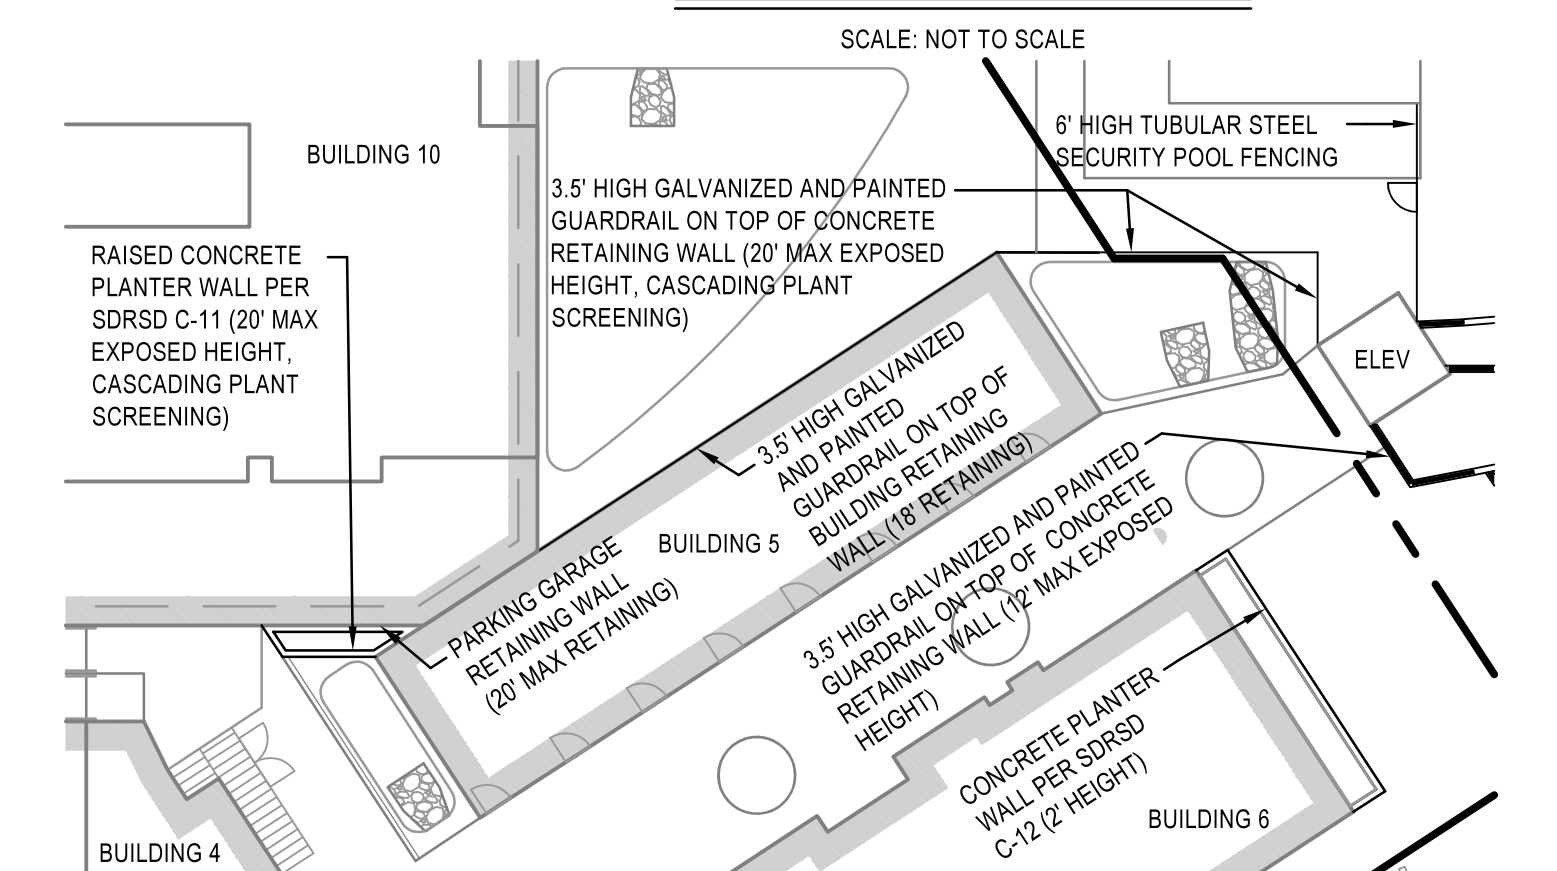 SCALE: NOT TO SCALE
6' HIGH TUBULAR STEEL
SECURITY POOL FENCING
BUILDING 10
3.5' HIGH GALVANIZED AND PAINTED
GUARDRAIL ON TOP OF CONCRETE
RETAINING WALL (20' MAX EXPOSED
HEIGHT, CASCADING PLANT
SCREENING)
RAISED CONCRETE
PLANTER WALL PER
SDRSD C-11 (20' MAX
EXPOSED HEIGHT,
CASCADING PLANT
SCREENING)
ELEV
3.5' HIGH GALVANIZED
AND PAINTED
GUARDRAIL ON TOP OF
BUILDING RETAINING
WALL (18' RETAINING)
BUILDING 5
PARKING GARAGE
RETAINING WALL
(20' MAX RETAINING)
3.5' HIGH GALVANIZED AND PAINTED
GUARDRAIL ON TOP OF CONCRETE
RETAINING WALL (12' MAX EXPOSED
HEIGHT)
CONCRETE PLANTER
WALL PER SDRSD
C-12 (2' HEIGHT)
BUILDING 6
BUILDING 4